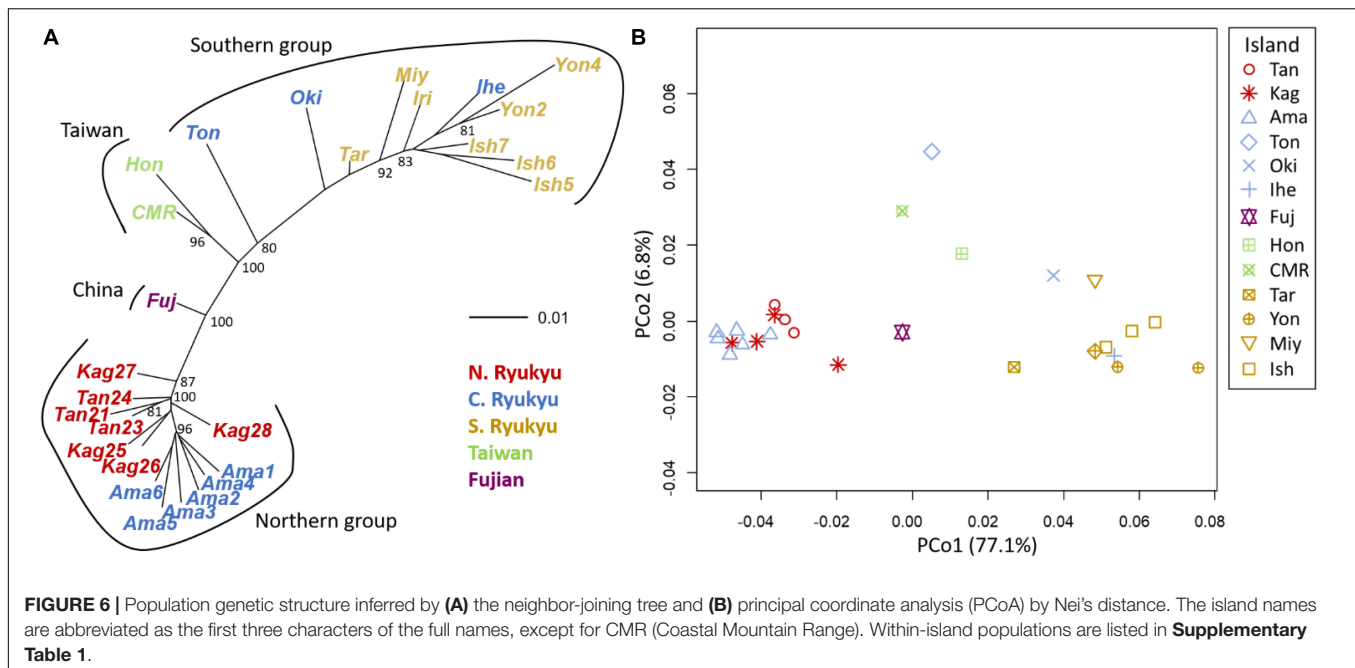 A
Southern group
Yon4
Miy
Iri
Ihe
Oki
Yon2
Taiwan
Ton
81
Ish7
Tar
83
Ish6
Hon
92
Ish5
CMR
96
80
100
China
Fuj
100
0.01
Kag27
87
N. Ryukyu
Tan24
100
C. Ryukyu
Tan21
81
Tan23
Kag28
S. Ryukyu
Kag25
96
Taiwan
Kag26
Ama1
Fujian
Ama6
Ama4
Ama2
Ama3
Ama5
Northern group
B
PCo2 (6.8%)
0.06
0.04
0.02
0.00
-0.02
-0.04
-0.04 -0.02 0.00 0.02 0.04 0.06 0.08
PCo1 (77.1%)
Island
Tan
Kag
Ama
Ton
Oki
Ihe
Fuj
Hon
CMR
Tar
Yon
Miy
Ish
FIGURE 6 | Population genetic structure inferred by (A) the neighbor-joining tree and (B) principal coordinate analysis (PCoA) by Nei's distance. The island names
are abbreviated as the first three characters of the full names, except for CMR (Coastal Mountain Range). Within-island populations are listed in Supplementary
Table 1.